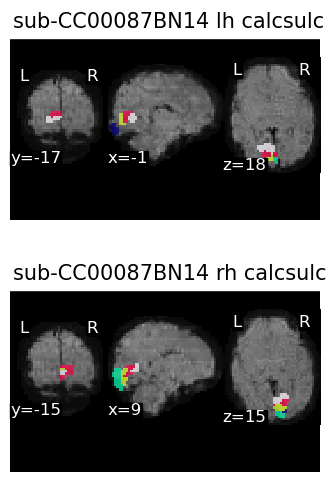 sub-CC00087BN14 lh calcsulc
L R L R
y=-17 x=-1 z=18
sub-CC00087BN14 rh calcsulc
L R L R
y=-15 x=9 z=15